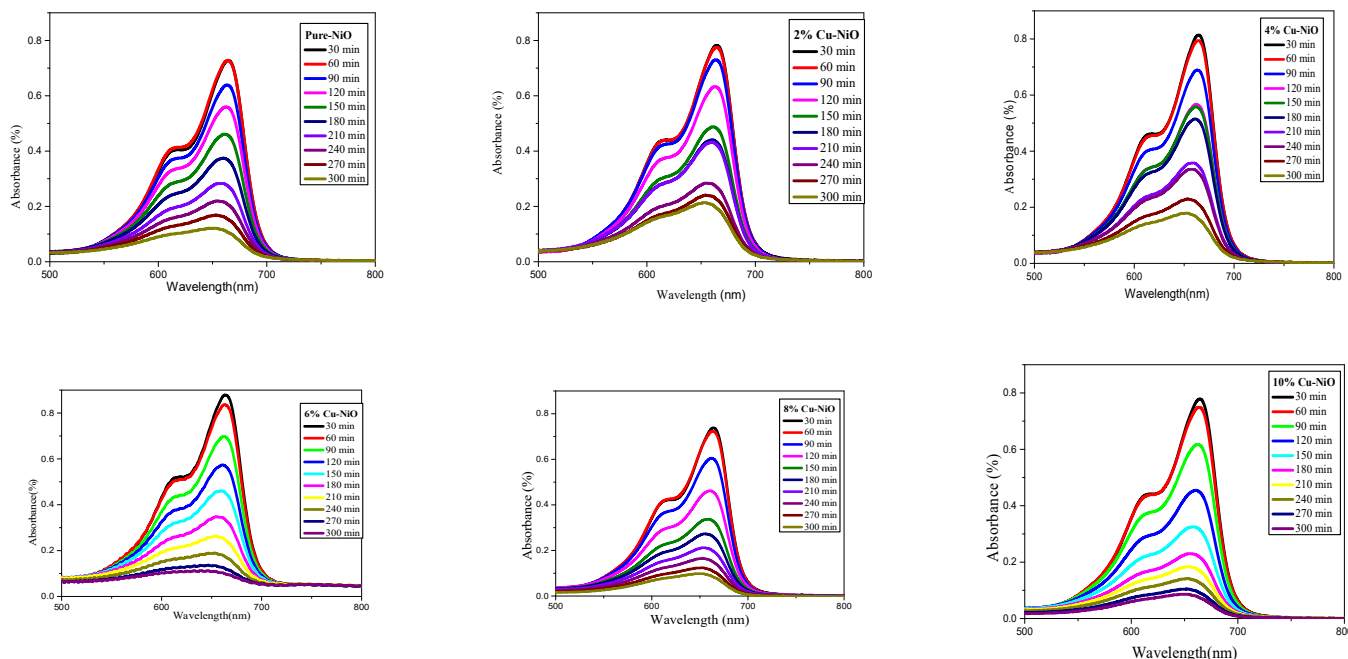 Pure-NiO
30 min
60 min
90 min
120 min
150 min
180 min
210 min
240 min
270 min
300 min
0.8
0.6
0.4
0.2
0.0
Absorbance (%)
500
600
700
800
Wavelength(nm)
2% Cu-NiO
30 min
60 min
90 min
120 min
150 min
180 min
210 min
240 min
270 min
300 min
0.8
0.6
0.4
0.2
0.0
Absorbance (%)
500
600
700
800
Wavelength (nm)
4% Cu-NiO
30 min
60 min
90 min
120 min
150 min
180 min
210 min
240 min
270 min
300 min
0.8
0.6
0.4
0.2
0.0
Absorbance (%)
500
600
700
800
Wavelength(nm)
6% Cu-NiO
30 min
60 min
90 min
120 min
150 min
180 min
210 min
240 min
270 min
300 min
0.8
0.6
0.4
0.2
0.0
Absorbance(%)
500
600
700
800
Wavelength(nm)
8% Cu-NiO
30 min
60 min
90 min
120 min
150 min
180 min
210 min
240 min
270 min
300 min
0.8
0.6
0.4
0.2
0.0
Absorbance (%)
500
600
700
800
Wavelength (nm)
10% Cu-NiO
30 min
60 min
90 min
120 min
150 min
180 min
210 min
240 min
270 min
300 min
0.8
0.6
0.4
0.2
0.0
Absorbance (%)
500
600
700
800
Wavelength(nm)